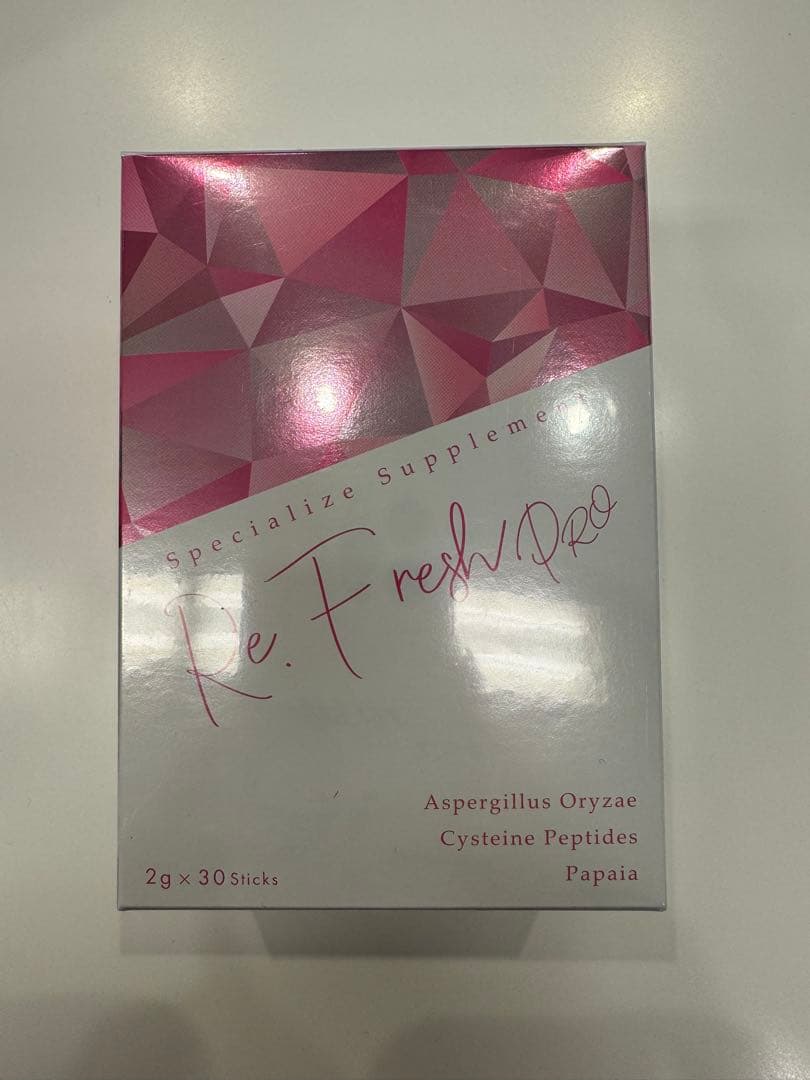 Specialize Supplement
Re.Fresh PRO
Aspergillus Oryzae
Cysteine Peptides
Papaia
2g × 30 Sticks